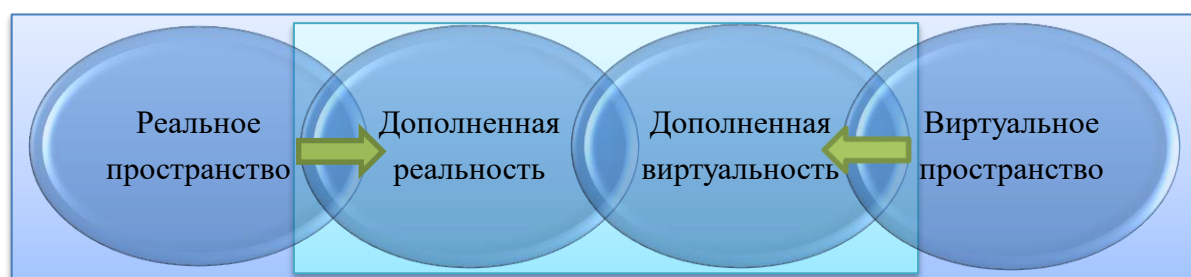 Реальное
пространство
Дополненная
реальность
Дополненная
виртуальность
Виртуальное
пространство